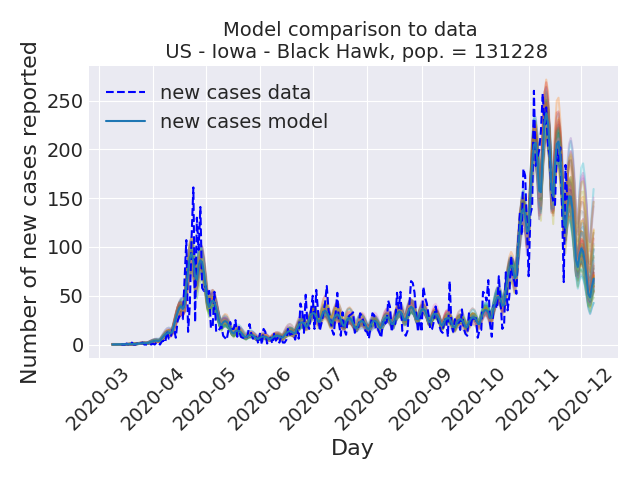 Model comparison to data
US - Iowa - Black Hawk, pop. = 131228
Number of new cases reported
new cases data
new cases model
250
200
150
100
50
0
2020-03
2020-04
2020-05
2020-06
2020-07
2020-08
2020-09
2020-10
2020-11
2020-12
Day